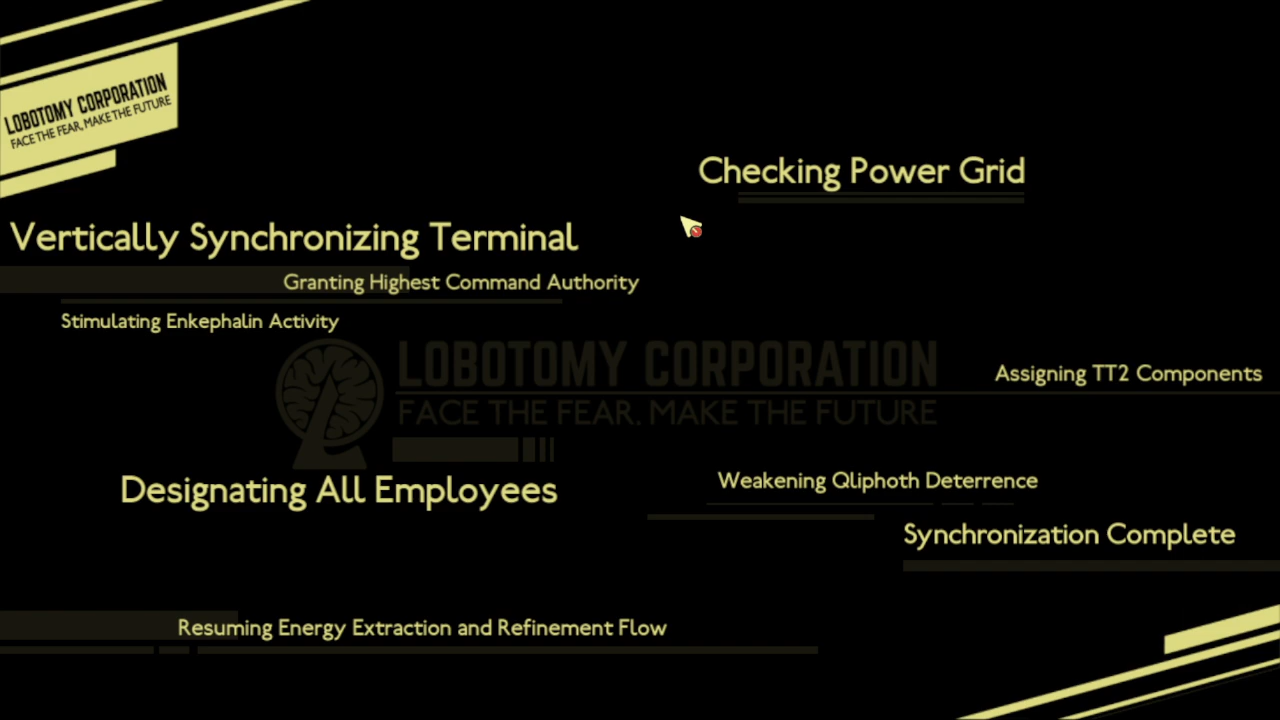 LOBOTOMY CORPORATION
FACE THE FEAR, MAKE THE FUTURE
Checking Power Grid
Vertically Synchronizing Terminal
Granting Highest Command Authority
Stimulating Enkephalin Activity
LOBOTOMY CORPORATION
FACE THE FEAR. MAKE THE FUTURE
Assigning TT2 Components
Weakening Qliphoth Deterrence
Designating All Employees
Synchronization Complete
Resuming Energy Extraction and Refinement Flow